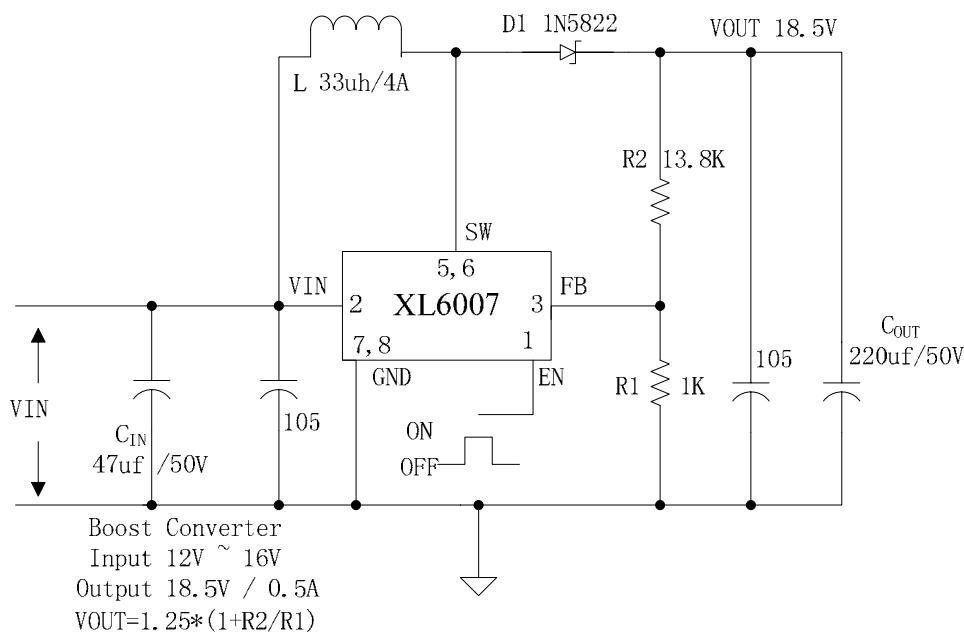 D1 1N5822
VOUT 18.5V
L 33uh/4A
R2 13.8K
SW
5,6
VIN
2
XL6007
3
FB
7,8
1
GND
EN
R1 1K
105
COUT
220uf/50V
VIN
CIN
47uf /50V
105
ON
OFF
Boost Converter
Input 12V ~ 16V
Output 18.5V / 0.5A
VOUT=1.25*(1+R2/R1)